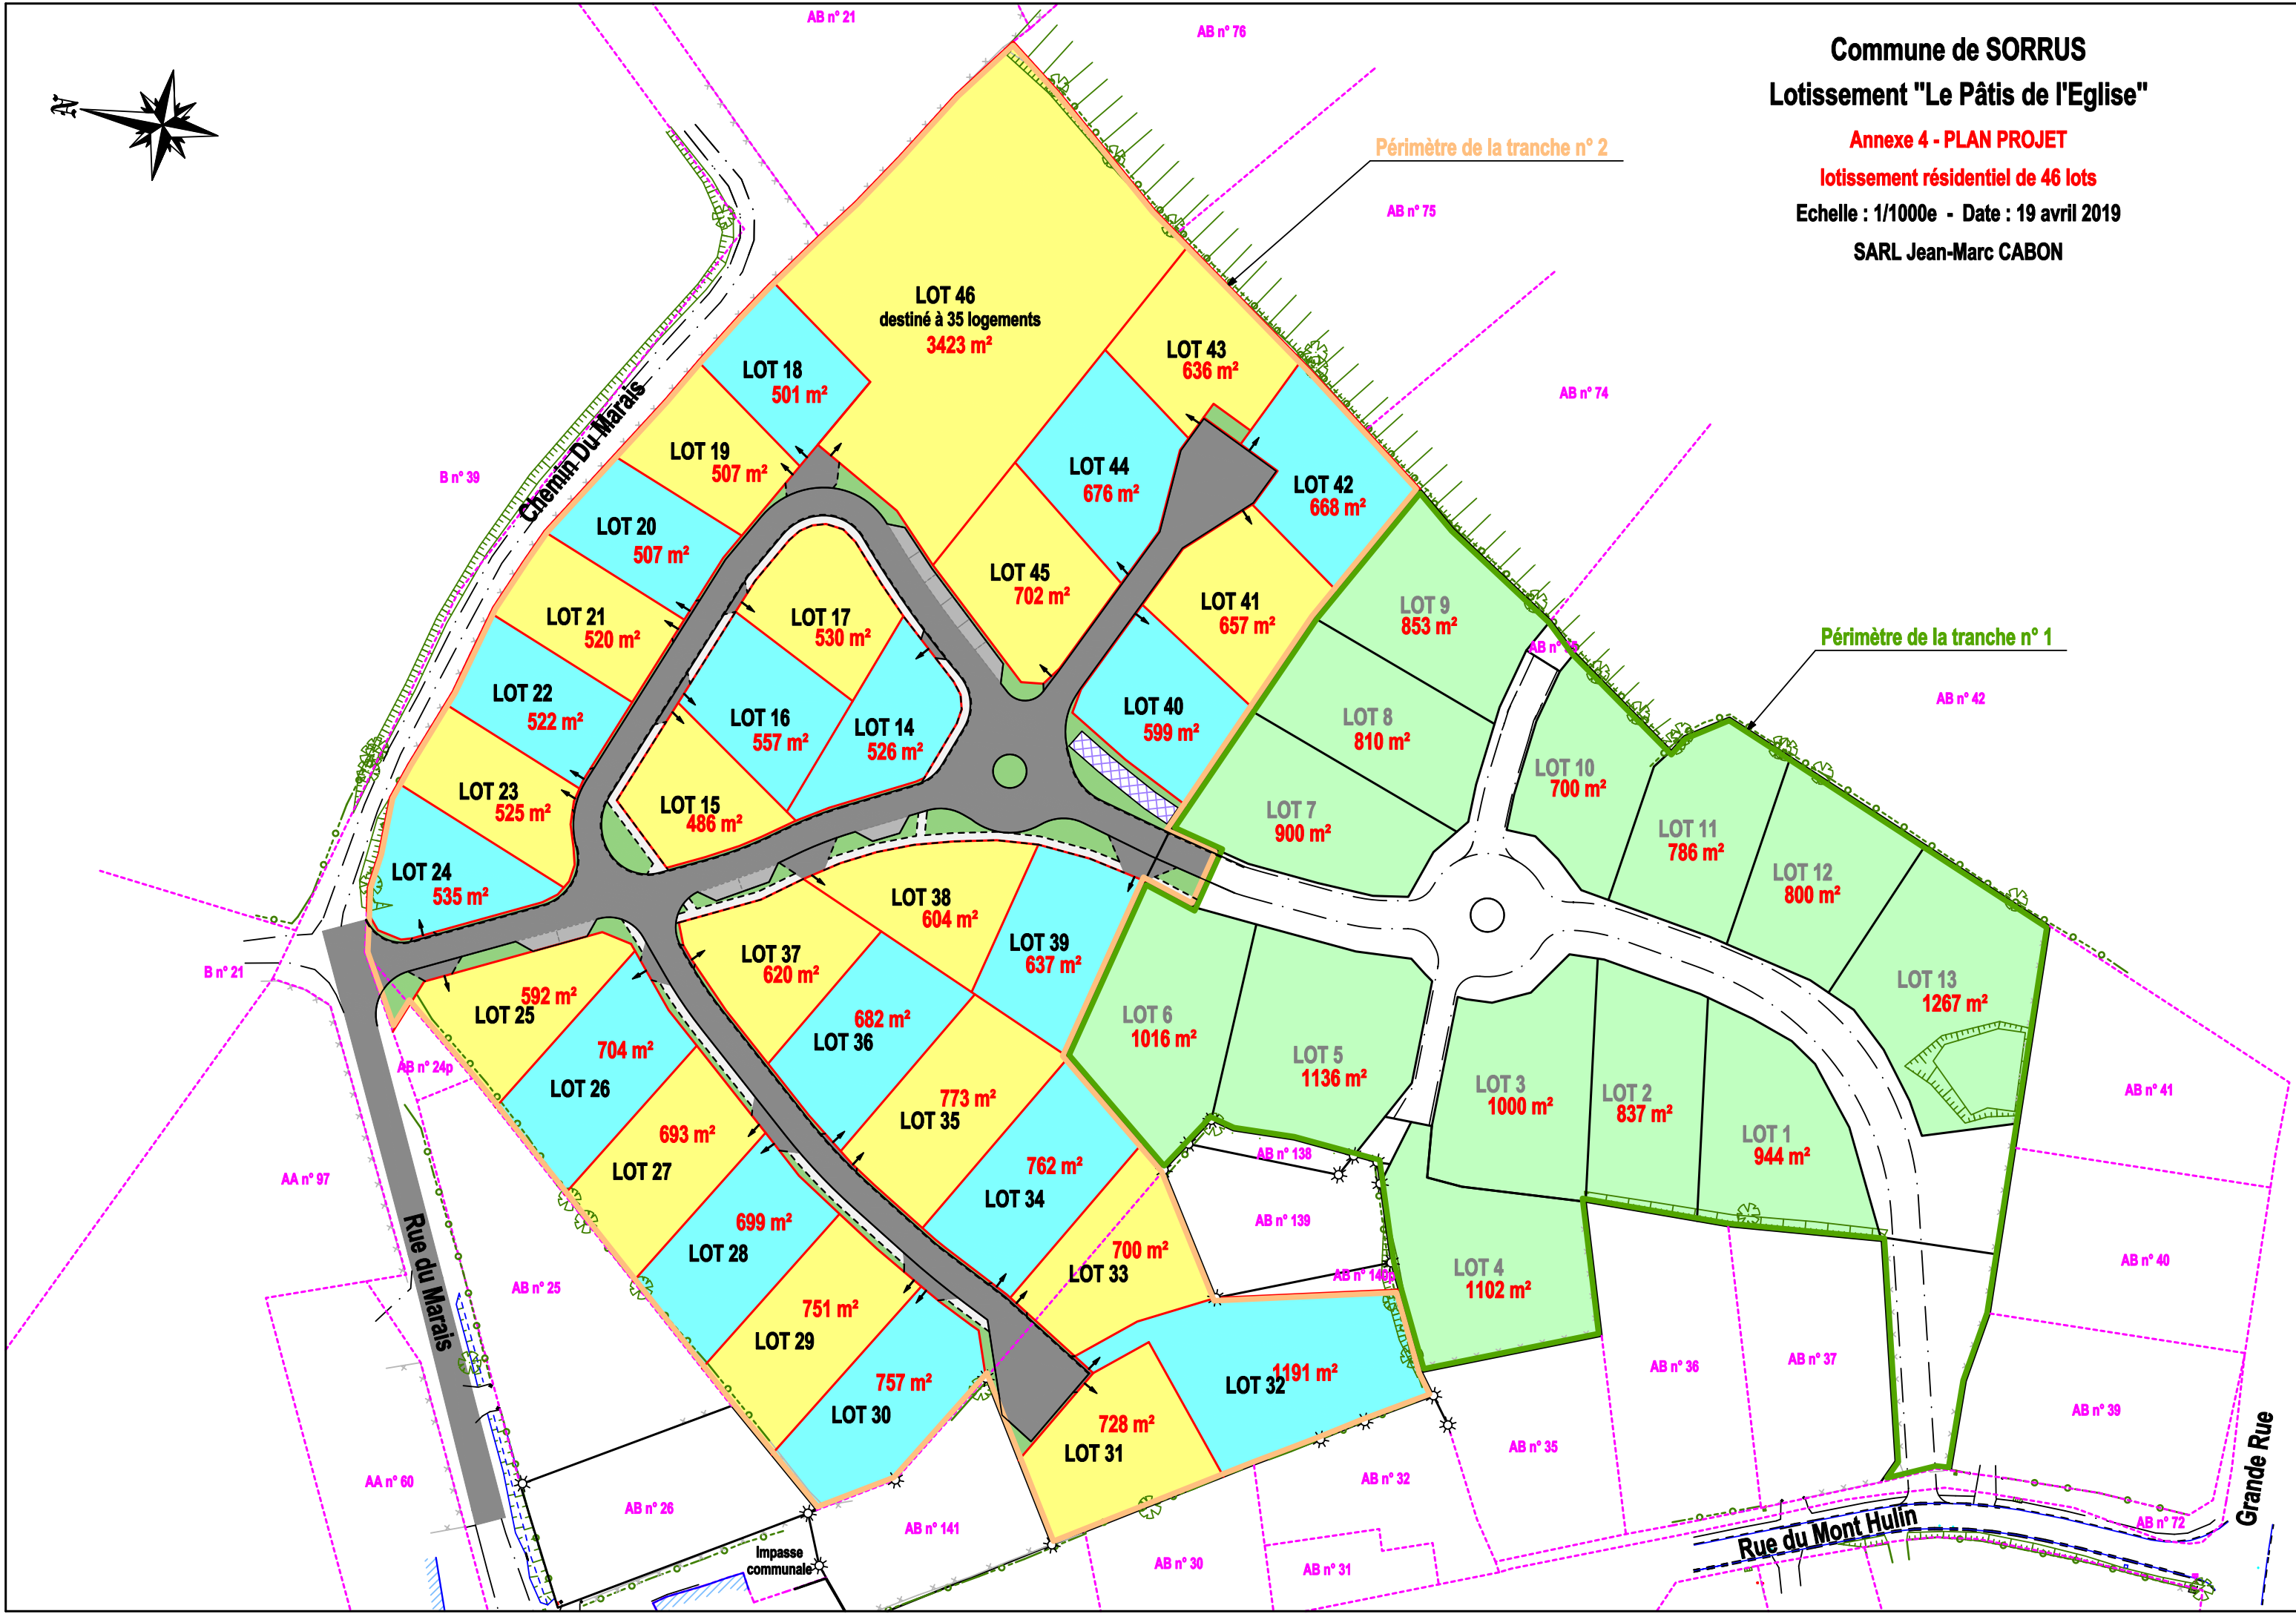 Commune de SORRUS
Lotissement "Le Pâtis de l'Eglise"
Annexe 4 - PLAN PROJET
lotissement résidentiel de 46 lots
Echelle : 1/1000e - Date : 19 avril 2019
SARL Jean-Marc CABON
N
AB n° 21
AB n° 76
Périmètre de la tranche n° 2
AB n° 75
LOT 46
destiné à 35 logements
3423 m²
LOT 43
636 m²
LOT 18
501 m²
AB n° 74
Chemin Du Marais
B n° 39
LOT 19
507 m²
LOT 44
676 m²
LOT 42
668 m²
LOT 20
507 m²
LOT 45
702 m²
LOT 41
657 m²
LOT 9
853 m²
LOT 21
520 m²
LOT 17
530 m²
Périmètre de la tranche n° 1
AB n° 42
LOT 22
522 m²
LOT 16
557 m²
LOT 14
526 m²
LOT 40
599 m²
LOT 8
810 m²
LOT 10
700 m²
LOT 23
525 m²
LOT 15
486 m²
LOT 7
900 m²
LOT 11
786 m²
LOT 12
800 m²
LOT 24
535 m²
LOT 38
604 m²
LOT 39
637 m²
LOT 37
620 m²
B n° 21
LOT 13
1267 m²
592 m²
LOT 25
682 m²
LOT 36
LOT 6
1016 m²
LOT 5
1136 m²
AB n° 24p
704 m²
LOT 26
773 m²
LOT 35
LOT 3
1000 m²
LOT 2
837 m²
AB n° 41
LOT 1
944 m²
693 m²
LOT 27
AB n° 138
762 m²
LOT 34
AA n° 97
699 m²
LOT 28
AB n° 139
700 m²
LOT 33
AB n° 140p
LOT 4
1102 m²
AB n° 40
Rue du Marais
AB n° 25
751 m²
LOT 29
AB n° 36
AB n° 37
757 m²
LOT 30
1191 m²
LOT 32
AB n° 39
728 m²
LOT 31
AB n° 35
Grande Rue
AA n° 60
AB n° 26
AB n° 32
AB n° 141
AB n° 72
Rue du Mont Hulin
Impasse
communale
AB n° 30
AB n° 31